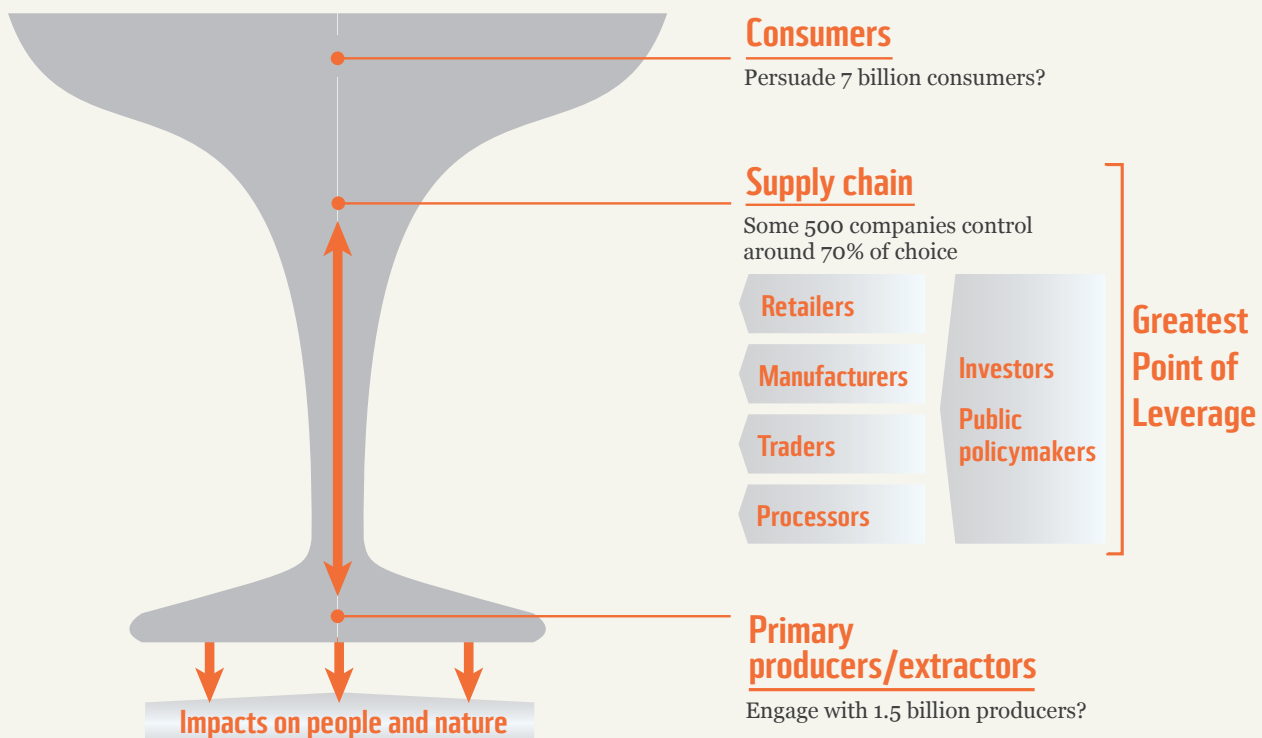 Consumers
Persuade 7 billion consumers?
Supply chain
Some 500 companies control
around 70% of choice
Retailers
Manufacturers
Traders
Processors
Investors
Public
policymakers
Greatest
Point of
Leverage
Primary
producers/extractors
Engage with 1.5 billion producers?
Impacts on people and nature